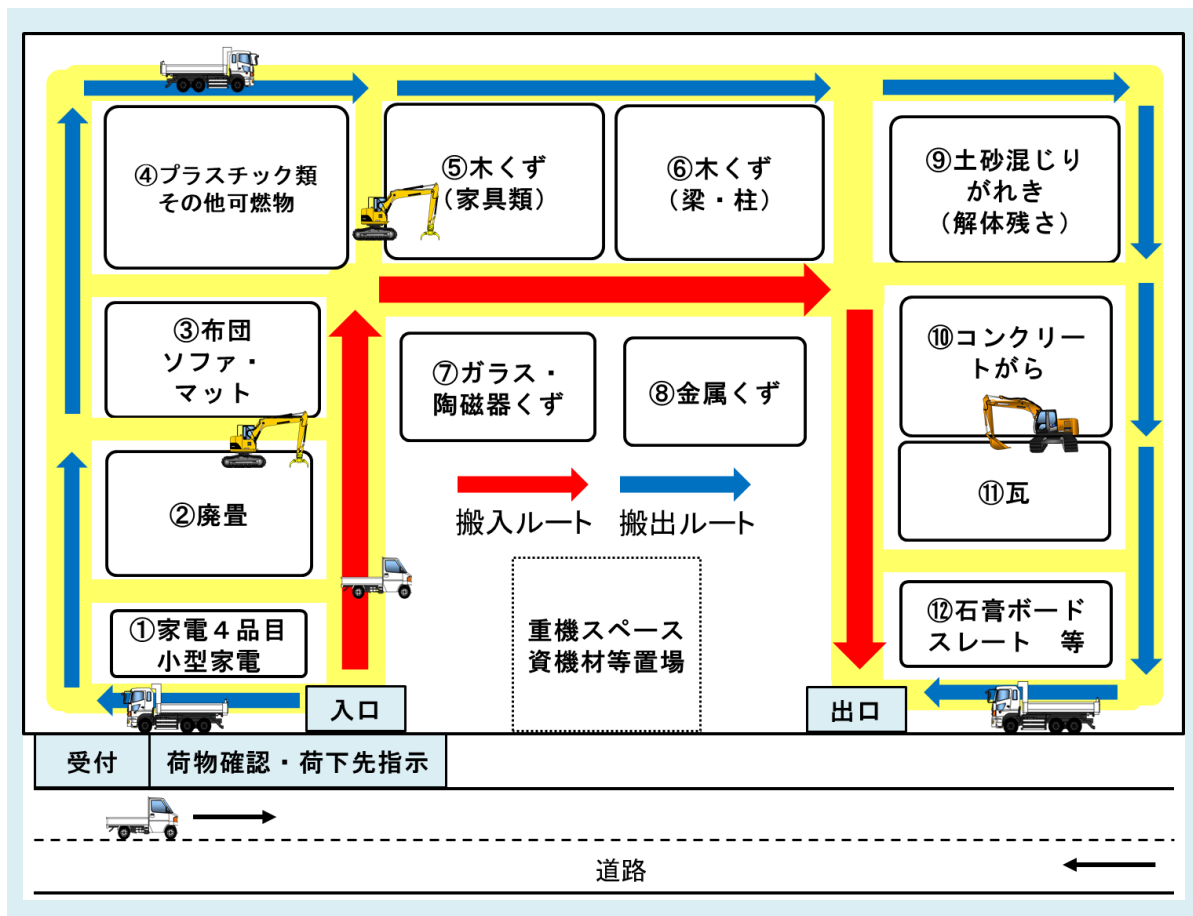 ④プラスチック類
その他可燃物
⑤木くず
（家具類）
⑥木くず
（梁・柱）
⑨土砂混じり
がれき
（解体残さ）
③布団
ソファ・
マット
⑦ガラス・
陶磁器くず
⑧金属くず
⑩コンクリー
トがら
②廃畳
搬入ルート
搬出ルート
⑪瓦
①家電４品目
小型家電
重機スペース
資機材等置場
⑫石膏ボード
スレート　等
入口
出口
受付
荷物確認・荷下先指示
道路